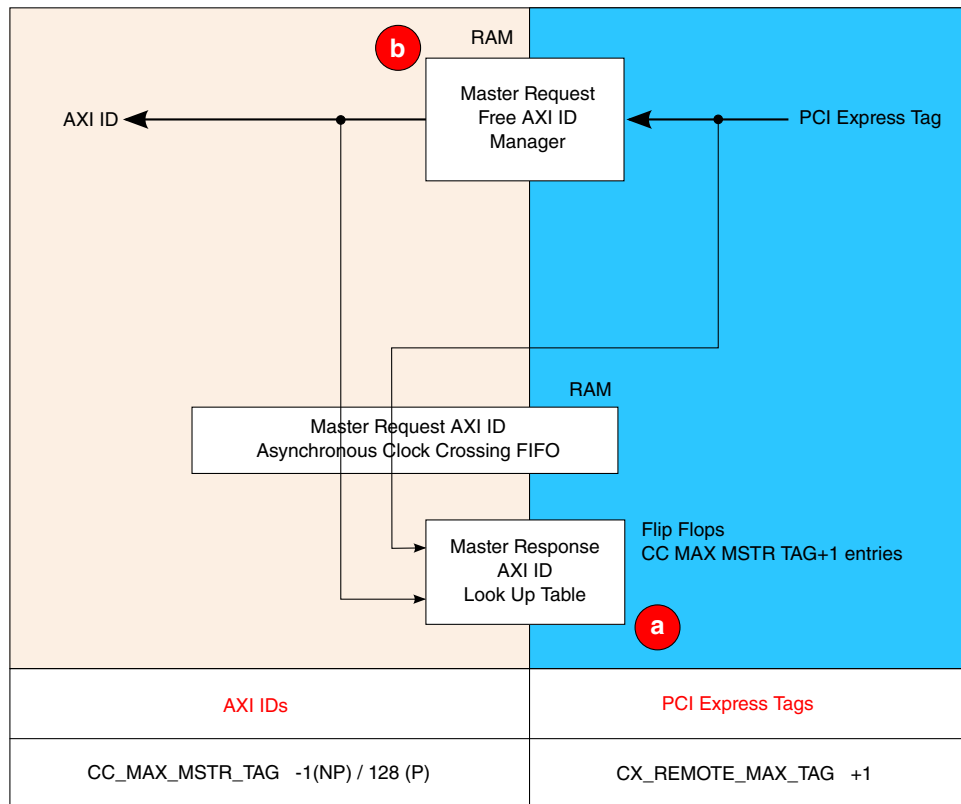 b
RAM
Master Request
Free AXI ID
Manager
AXI ID
PCI Express Tag
RAM
Master Request AXI ID
Asynchronous Clock Crossing FIFO
Master Response
AXI ID
Look Up Table
Flip Flops
CC MAX MSTR TAG+1 entries
a
AXI IDs
PCI Express Tags
CC_MAX_MSTR_TAG -1(NP) / 128 (P)
CX_REMOTE_MAX_TAG +1